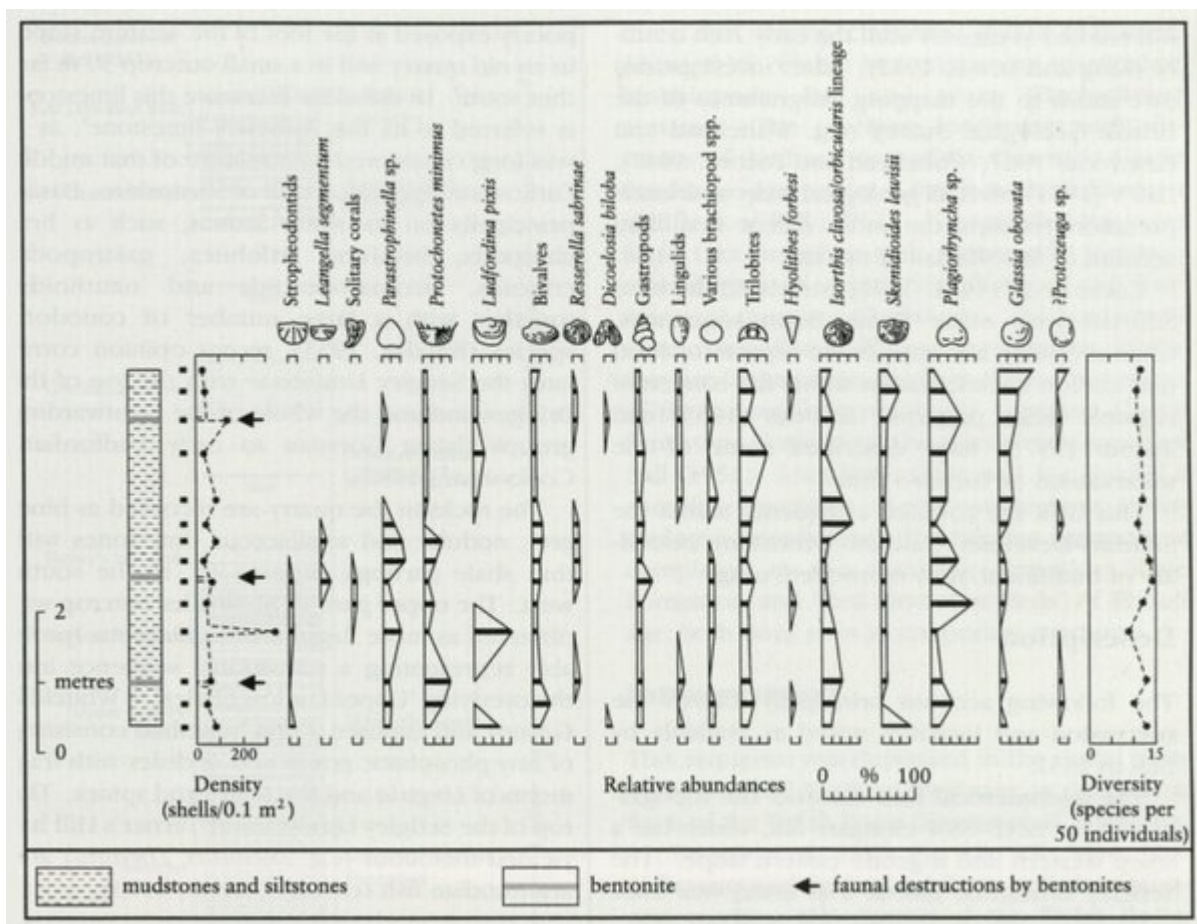 Stropheodontids
Leangella segmentum
Solitary corals
Parastrophinella sp.
Protochonetes minimus
Leptaena
Bivalves
Resserella sabrinae
Dicoelosia biloba
Gastropods
Lingulids
Various brachiopod spp.
Trilobites
Hyolithes forbesi
Isorthis clivosa/orbicularis lineage
Skenidioides lewisii
Plagiorhyncha sp.
Glassia obovata
?Protozeuga sp.
2
metres
0
0 200
Density
(shells/0.1 m²)
Relative abundances
0 % 100
0 15
Diversity
(species per
50 individuals)
mudstones and siltstones
bentonite
faunal destructions by bentonites